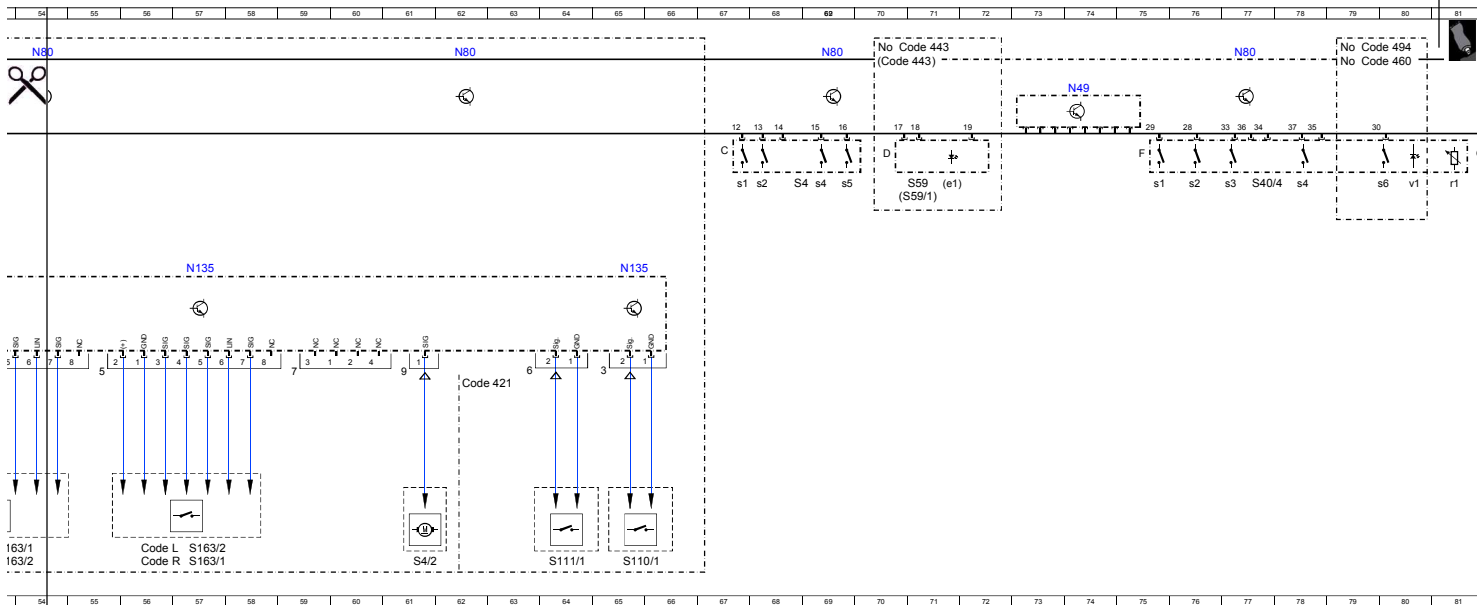 54 55 56 57 58 59 60 61 62 63 64 65 66 67 68 69 70 71 72 73 74 75 76 77 78 79 80 81
N80 N80 N80 No Code 443 N80 No Code 494
(Code 443) No Code 460
N49
12 13 14 15 16 17 18 19 29 28 33 36 34 37 35 30
C D F
s1 s2 S4 s4 s5 S59 (e1) s1 s2 s3 S40/4 s4 s6 v1 r1
(S59/1)
N135 N135
SIG LIN SIG NC (+) GND SIG SIG SIG LIN SIG NC NC NC NC NC SIG Sig. GND Sig. GND
6 7 8 2 1 3 4 5 6 7 8 3 1 2 4 1 2 1 2 1
5 7 9 6 3
Code 421
M
163/1 Code L S163/2
163/2 Code R S163/1 S4/2 S111/1 S110/1
54 55 56 57 58 59 60 61 62 63 64 65 66 67 68 69 70 71 72 73 74 75 76 77 78 79 80 81